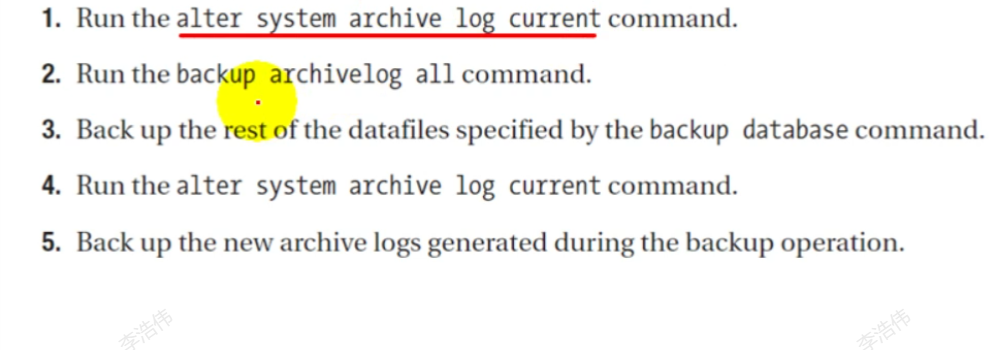 1. Run the alter system archive log current command.
2. Run the backup archivelog all command.
3. Back up the rest of the datafiles specified by the backup database command.
4. Run the alter system archive log current command.
5. Back up the new archive logs generated during the backup operation.
李浩伟
李浩伟